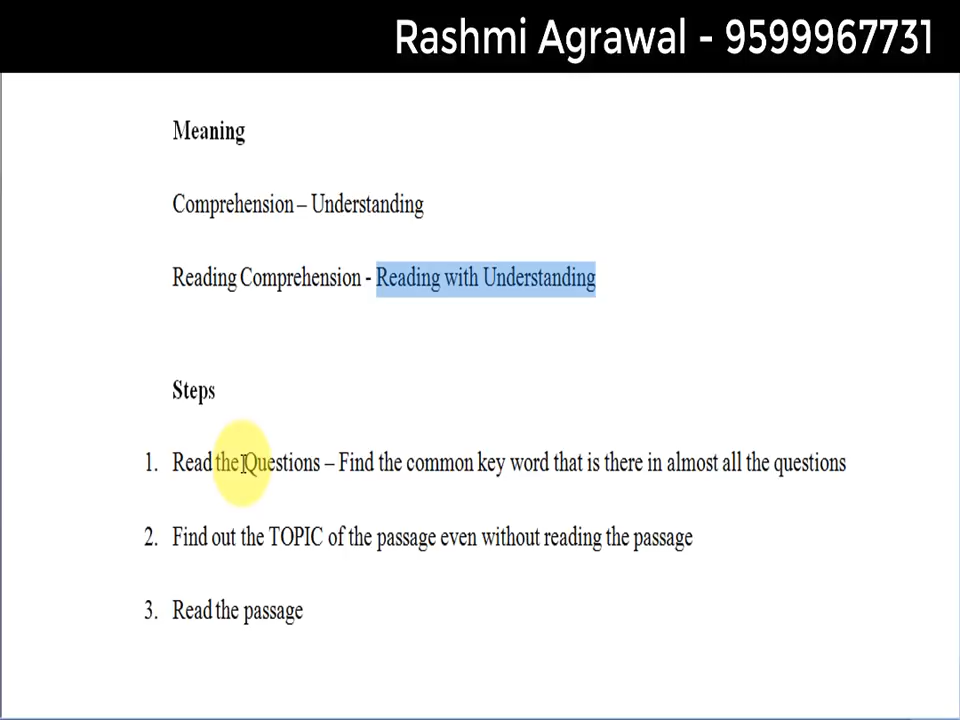 Rashmi Agrawal - 9599967731
Meaning
Comprehension – Understanding
Reading Comprehension - Reading with Understanding
Steps
1. Read the Questions – Find the common key word that is there in almost all the questions
2. Find out the TOPIC of the passage even without reading the passage
3. Read the passage